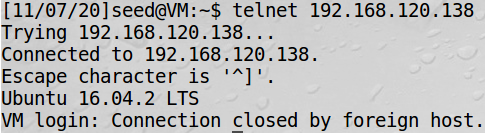 [11/07/20]seed@VM:~$ telnet 192.168.120.138
Trying 192.168.120.138...
Connected to 192.168.120.138.
Escape character is '^]'.
Ubuntu 16.04.2 LTS
VM login: Connection closed by foreign host.